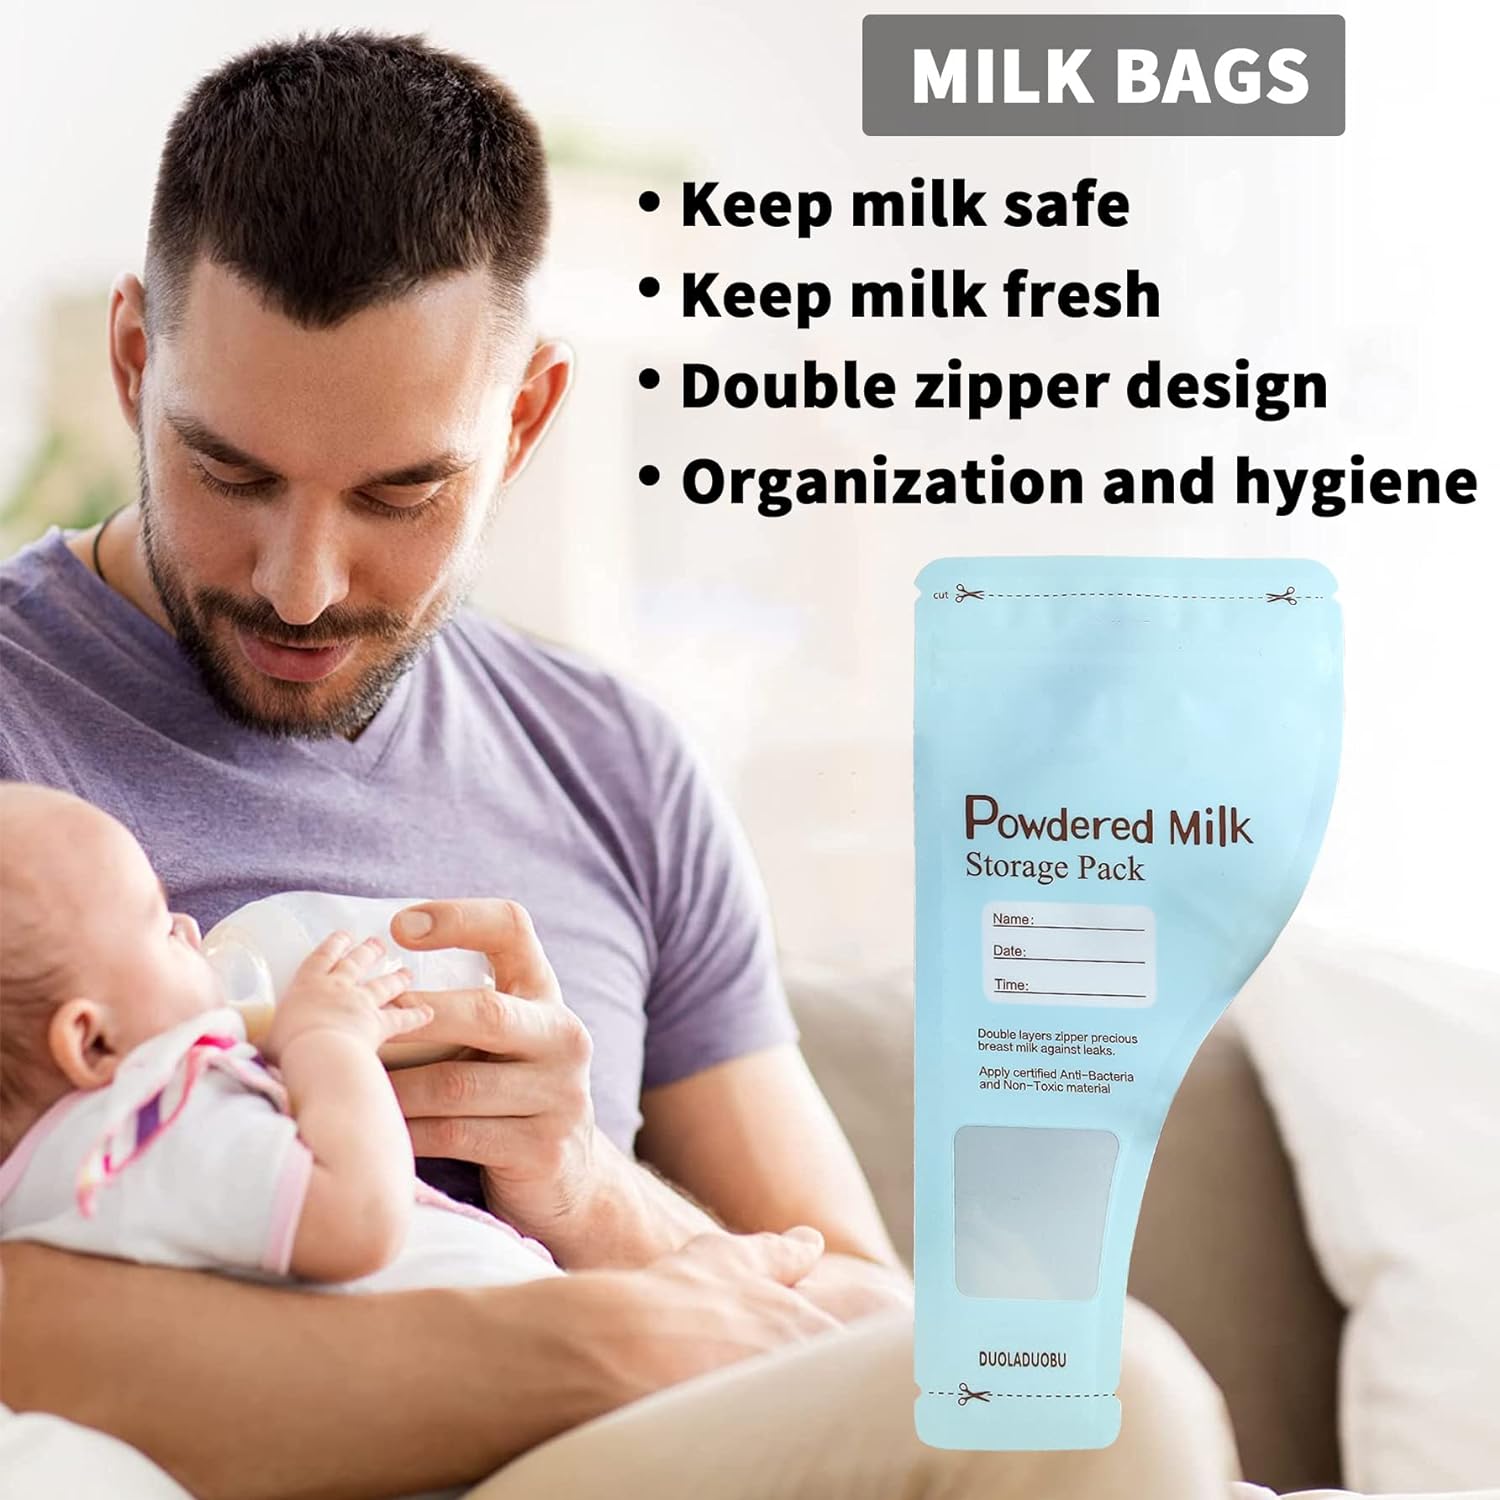 MILK BAGS
• Keep milk safe
• Keep milk fresh
• Double zipper design
• Organization and hygiene
cut
Powdered Milk
Storage Pack
Name:
Date:
Time:
Double layers zipper precious
breast milk against leaks.
Apply certified Anti-Bacteria
and Non-Toxic material
DUOLADUOBU